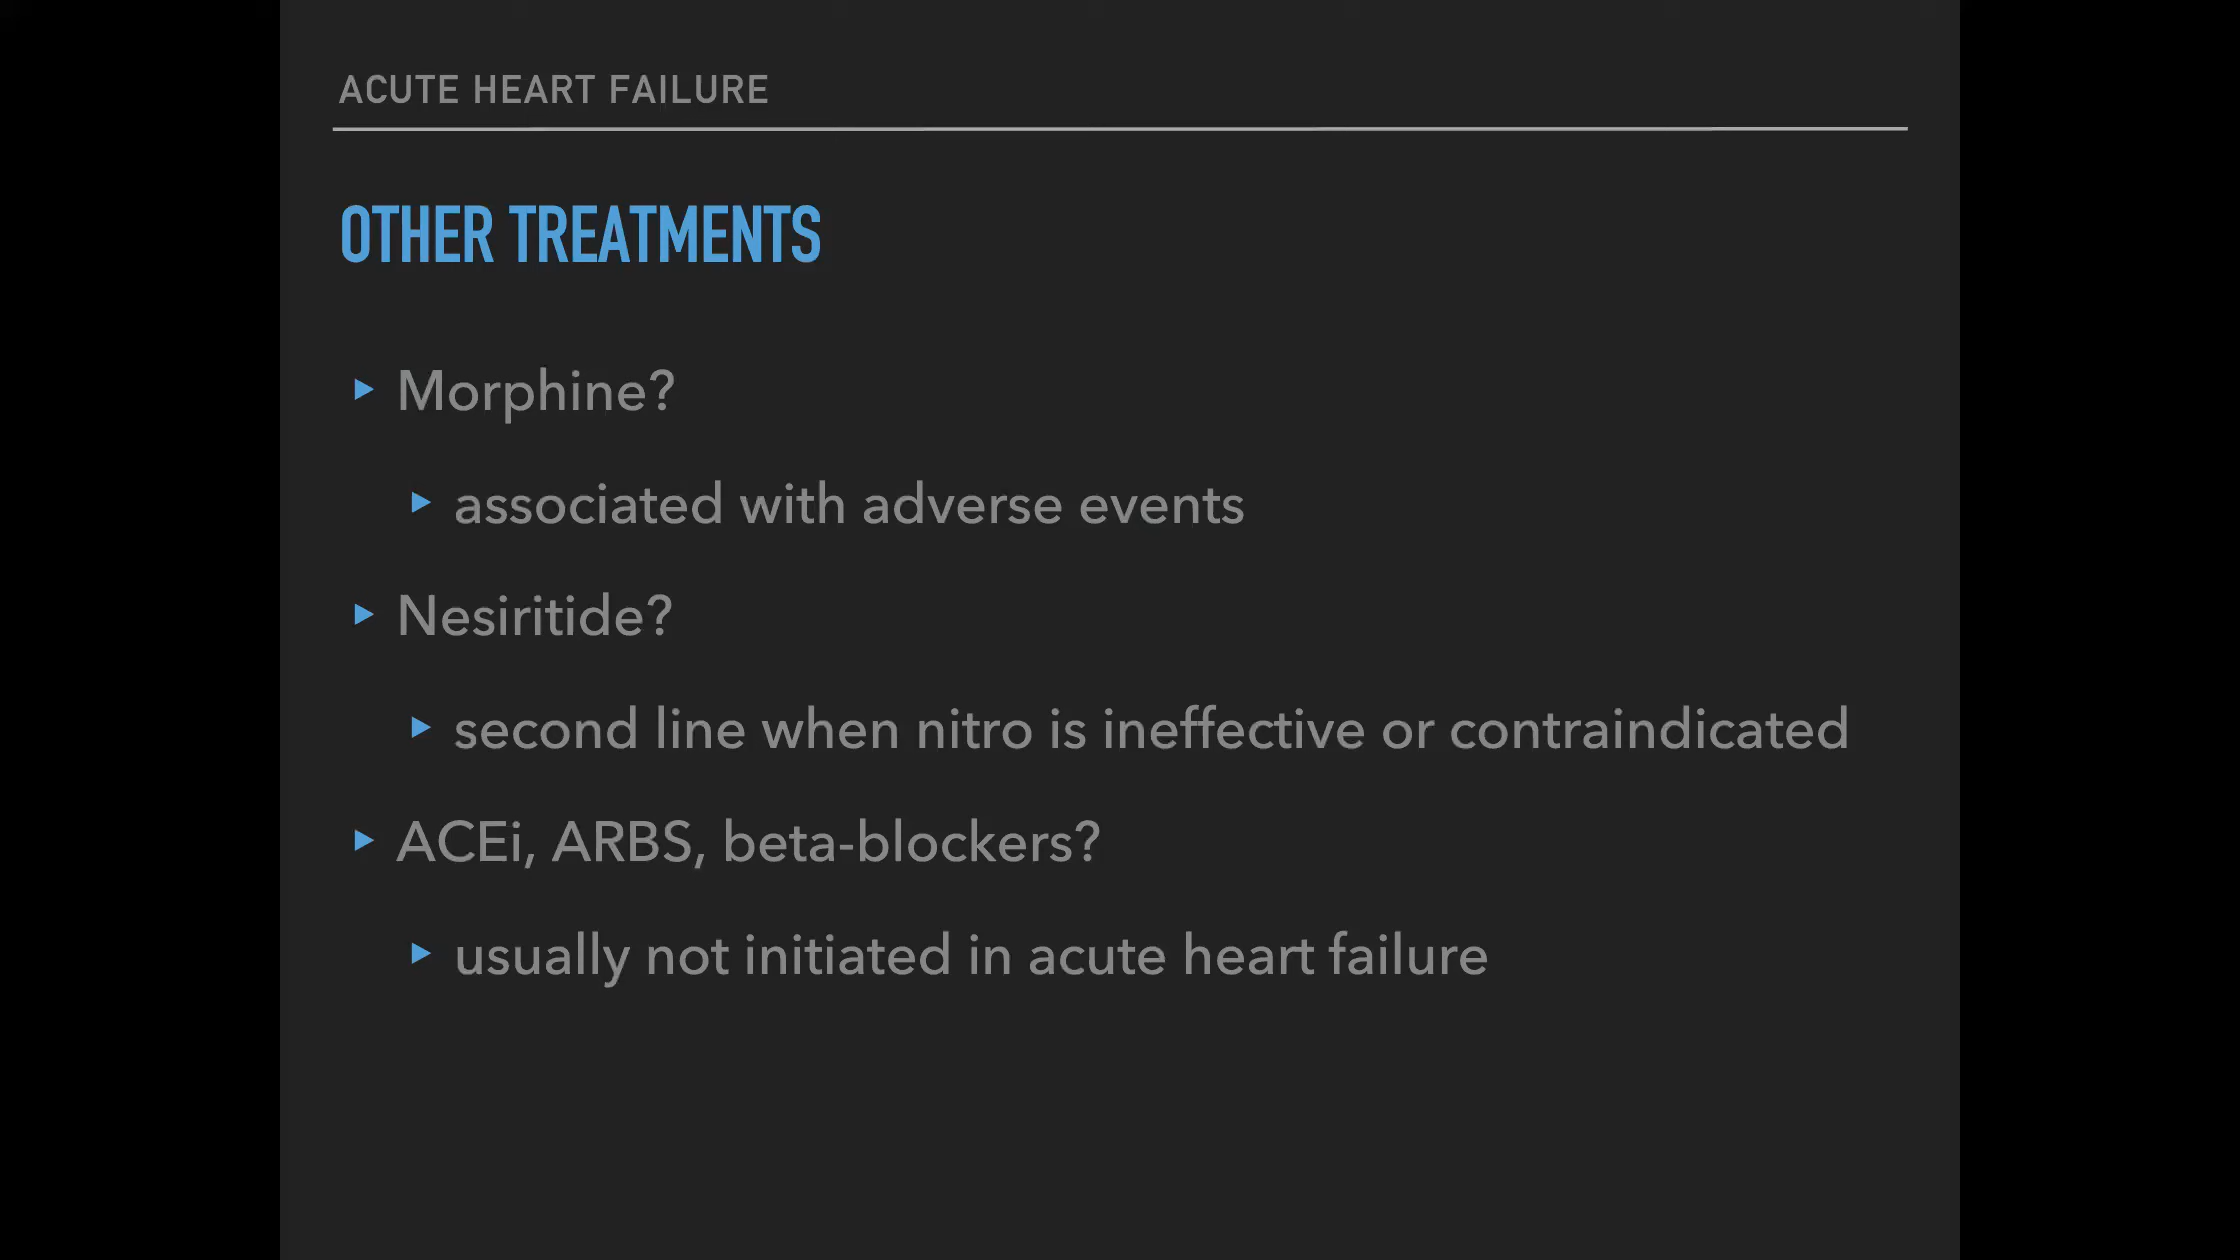 ACUTE HEART FAILURE
OTHER TREATMENTS
▸ Morphine?
▸ associated with adverse events
▸ Nesiritide?
▸ second line when nitro is ineffective or contraindicated
▸ ACEi, ARBS, beta-blockers?
▸ usually not initiated in acute heart failure